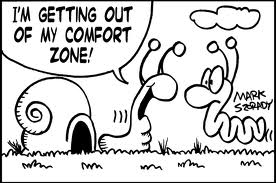 I'M GETTING OUT
OF MY COMFORT
ZONE!
MARK
SZORADY